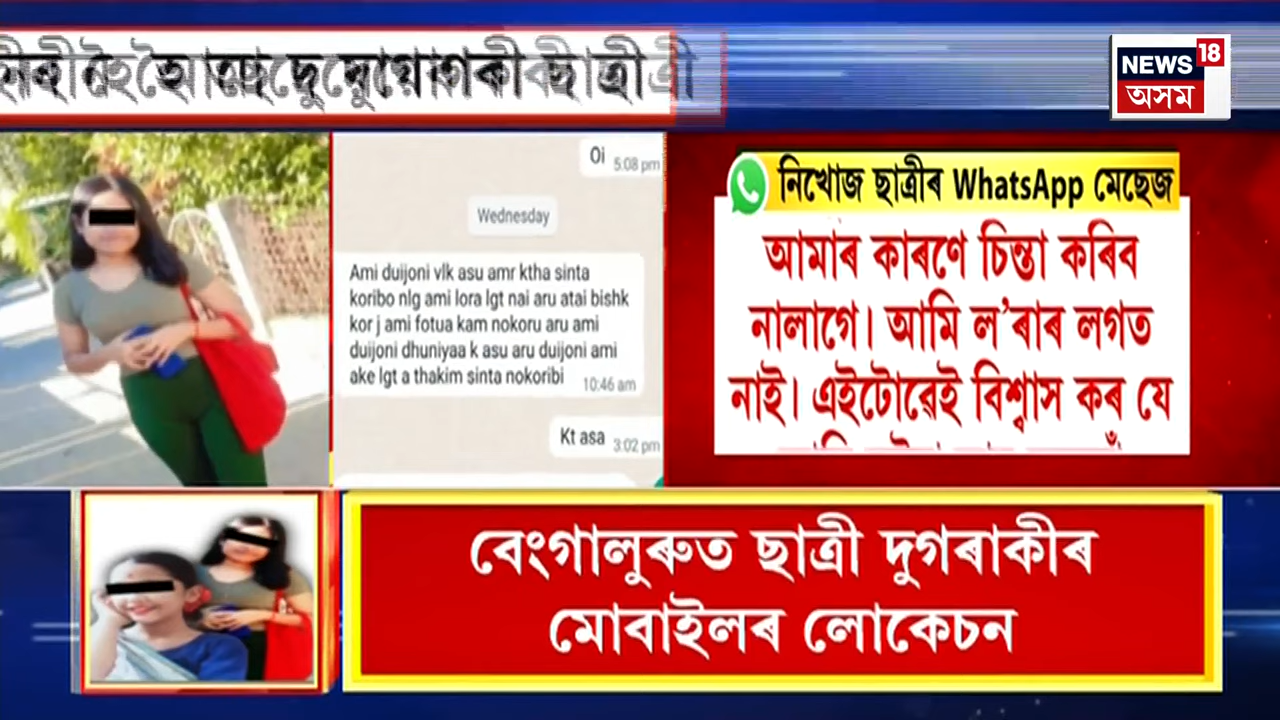 NEWS 18
অসম
Oi 5:08 pm
Wednesday
Ami duijoni vlk asu amr ktha sinta
koribo nlg ami lora lgt nai aru atai bishk
kor j ami fotua kam nokoru aru ami
duijoni dhuniyaa k asu aru duijoni ami
ake lgt a thakim sinta nokoribi 10:46 am
Kt asa 3:02 pm
নিখোজ ছাত্ৰীৰ WhatsApp মেছেজ
আমাৰ কাৰণে চিন্তা কৰিব
নালাগে। আমি ল'ৰাৰ লগত
নাই। এইটোৱেই বিশ্বাস কৰ যে
বেংগালুৰুত ছাত্ৰী দুগৰাকীৰ
মোবাইলৰ লোকেচন